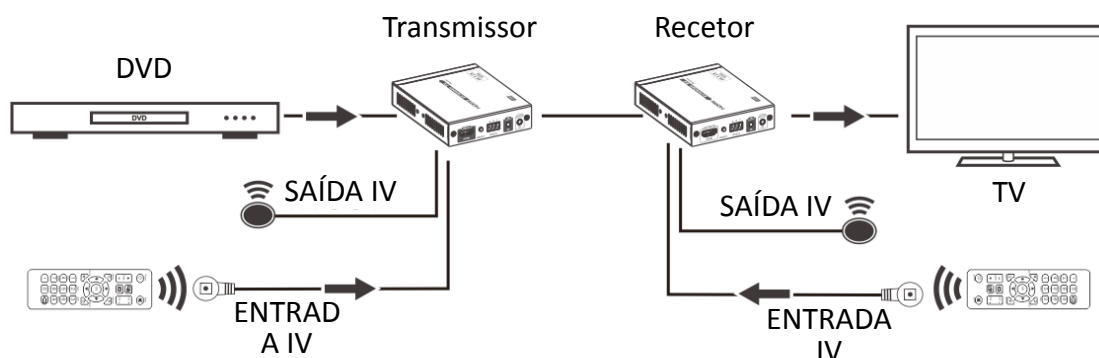 Transmissor
Recetor
DVD
DVD
TV
SAÍDA IV
SAÍDA IV
ENTRAD
A IV
ENTRADA
IV